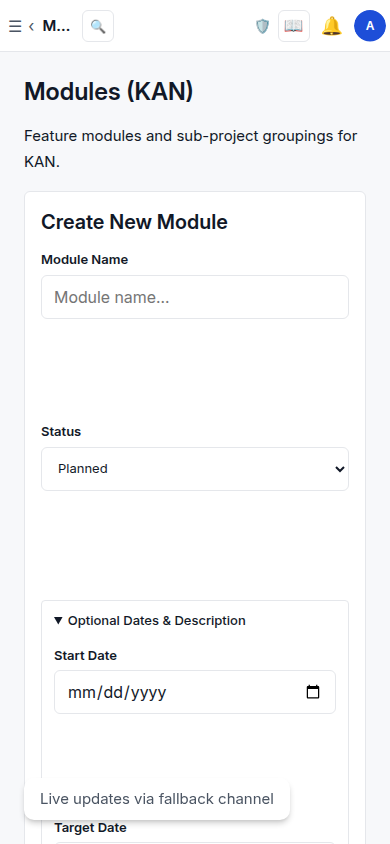 M...
A
Modules (KAN)
Feature modules and sub-project groupings for
KAN.
Create New Module
Module Name
Module name...
Status
Planned
Optional Dates & Description
Start Date
mm/dd/yyyy
Live updates via fallback channel
Target Date